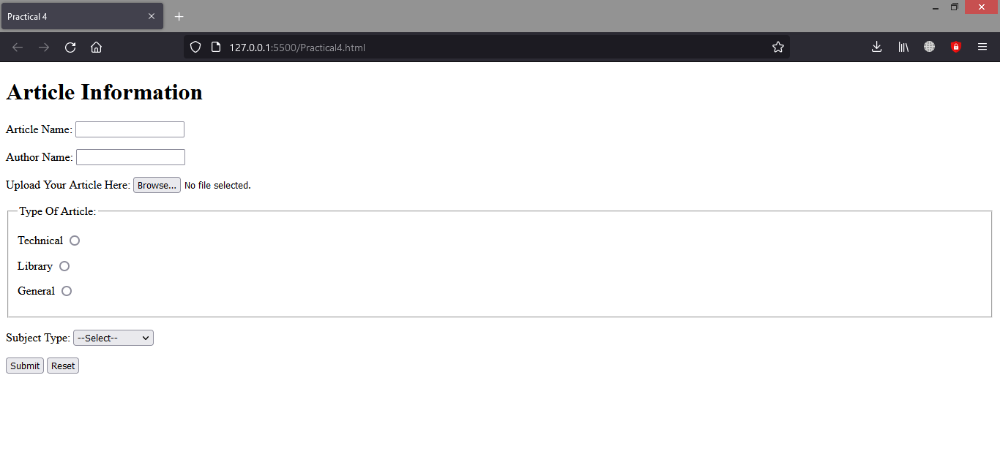 Practical 4
127.0.0.1:5500/Practical4.html
Article Information
Article Name:
Author Name:
Upload Your Article Here: Browse... No file selected.
Type Of Article:
Technical
Library
General
Subject Type: --Select--
Submit Reset